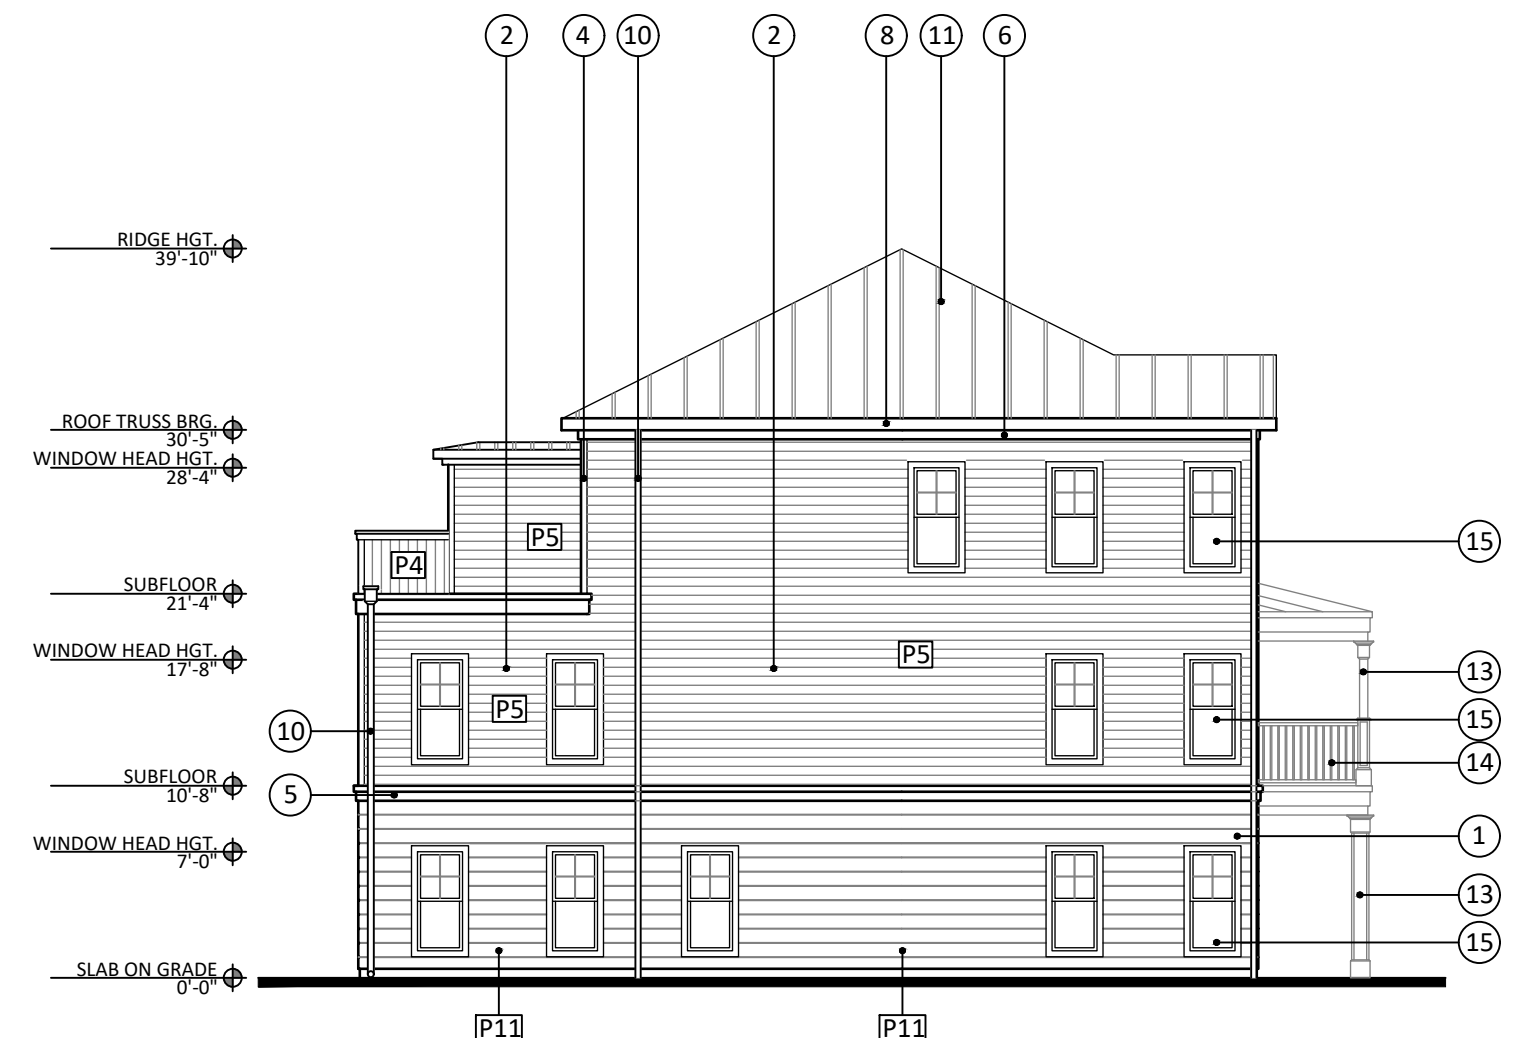 2 4 10 2 8 11 6
RIDGE HGT.
39'-10"
ROOF TRUSS BRG.
30'-5"
WINDOW HEAD HGT.
28'-4"
P5
15
P4
SUBFLOOR
21'-4"
WINDOW HEAD HGT.
17'-8"
P5
13
P5
15
10
14
SUBFLOOR
10'-8"
5
1
WINDOW HEAD HGT.
7'-0"
13
15
SLAB ON GRADE
0'-0"
P11 P11